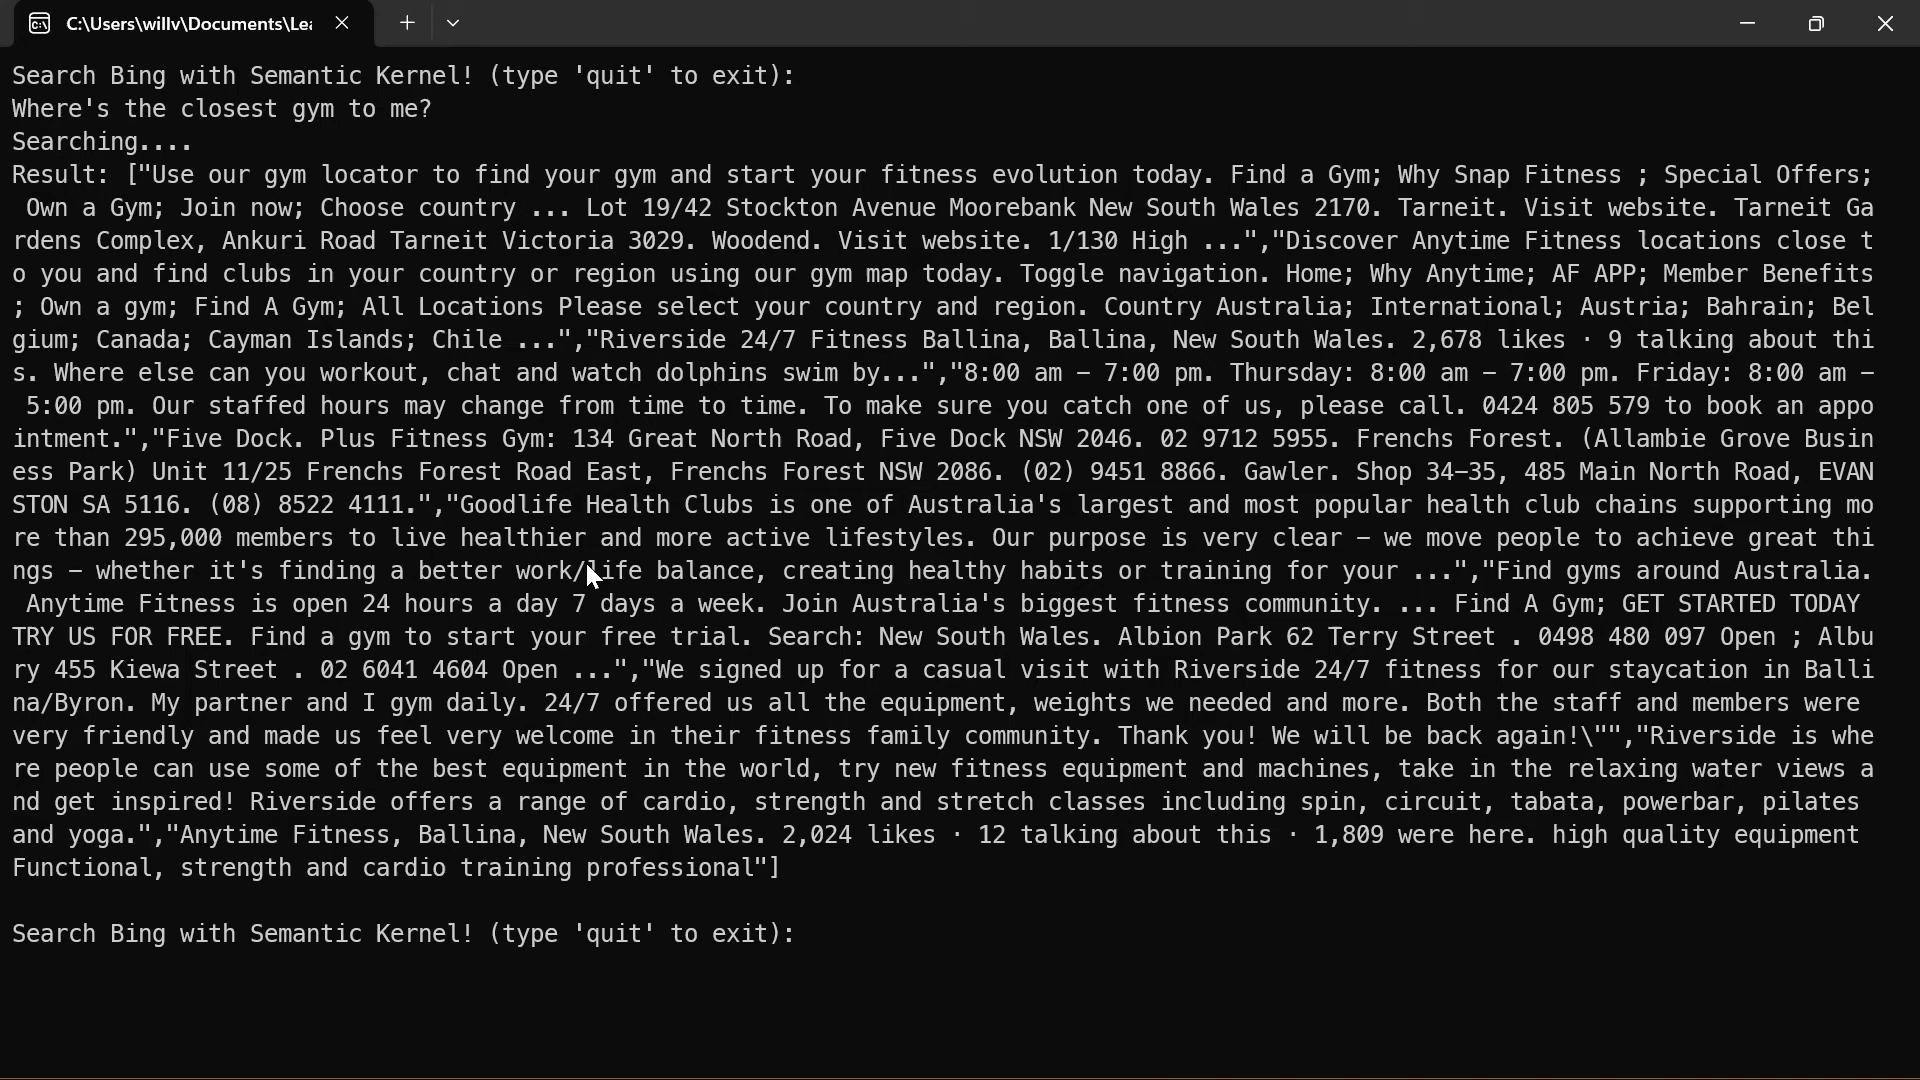 C:\Users\willv\Documents\Lea
Search Bing with Semantic Kernel! (type 'quit' to exit):
Where's the closest gym to me?
Searching....
Result: ["Use our gym locator to find your gym and start your fitness evolution today. Find a Gym; Why Snap Fitness ; Special Offers;
Own a Gym; Join now; Choose country ... Lot 19/42 Stockton Avenue Moorebank New South Wales 2170. Tarneit. Visit website. Tarneit Ga
rdens Complex, Ankuri Road Tarneit Victoria 3029. Woodend. Visit website. 1/130 High ...","Discover Anytime Fitness locations close t
o you and find clubs in your country or region using our gym map today. Toggle navigation. Home; Why Anytime; AF APP; Member Benefits
; Own a gym; Find A Gym; All Locations Please select your country and region. Country Australia; International; Austria; Bahrain; Bel
gium; Canada; Cayman Islands; Chile ...","Riverside 24/7 Fitness Ballina, Ballina, New South Wales. 2,678 likes · 9 talking about thi
s. Where else can you workout, chat and watch dolphins swim by...","8:00 am – 7:00 pm. Thursday: 8:00 am – 7:00 pm. Friday: 8:00 am –
5:00 pm. Our staffed hours may change from time to time. To make sure you catch one of us, please call. 0424 805 579 to book an appo
intment.","Five Dock. Plus Fitness Gym: 134 Great North Road, Five Dock NSW 2046. 02 9712 5955. Frenchs Forest. (Allambie Grove Busin
ess Park) Unit 11/25 Frenchs Forest Road East, Frenchs Forest NSW 2086. (02) 9451 8866. Gawler. Shop 34–35, 485 Main North Road, EVAN
STON SA 5116. (08) 8522 4111.","Goodlife Health Clubs is one of Australia's largest and most popular health club chains supporting mo
re than 295,000 members to live healthier and more active lifestyles. Our purpose is very clear – we move people to achieve great thi
ngs – whether it's finding a better work/life balance, creating healthy habits or training for your ...","Find gyms around Australia.
Anytime Fitness is open 24 hours a day 7 days a week. Join Australia's biggest fitness community. ... Find A Gym; GET STARTED TODAY
TRY US FOR FREE. Find a gym to start your free trial. Search: New South Wales. Albion Park 62 Terry Street . 0498 480 097 Open ; Albu
ry 455 Kiewa Street . 02 6041 4604 Open ...","We signed up for a casual visit with Riverside 24/7 fitness for our staycation in Balli
na/Byron. My partner and I gym daily. 24/7 offered us all the equipment, weights we needed and more. Both the staff and members were
very friendly and made us feel very welcome in their fitness family community. Thank you! We will be back again!\"","Riverside is whe
re people can use some of the best equipment in the world, try new fitness equipment and machines, take in the relaxing water views a
nd get inspired! Riverside offers a range of cardio, strength and stretch classes including spin, circuit, tabata, powerbar, pilates
and yoga.","Anytime Fitness, Ballina, New South Wales. 2,024 likes · 12 talking about this · 1,809 were here. high quality equipment
Functional, strength and cardio training professional"]
Search Bing with Semantic Kernel! (type 'quit' to exit):